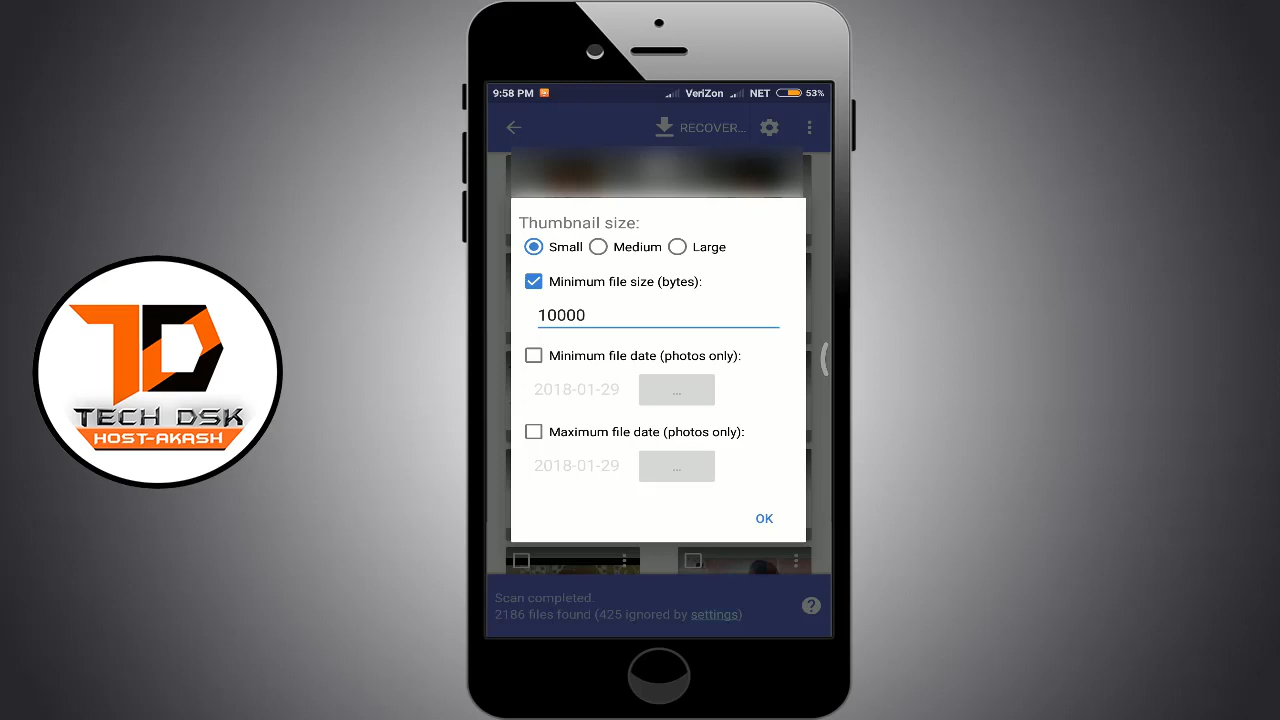 9:58 PM VeriZon NET 53%
RECOVER...
Thumbnail size:
Small Medium Large
Minimum file size (bytes):
10000
Minimum file date (photos only):
2018-01-29 ...
Maximum file date (photos only):
2018-01-29 ...
OK
Scan completed.
2186 files found (425 ignored by settings)
?
TD
TECH DSK
HOST-AKASH